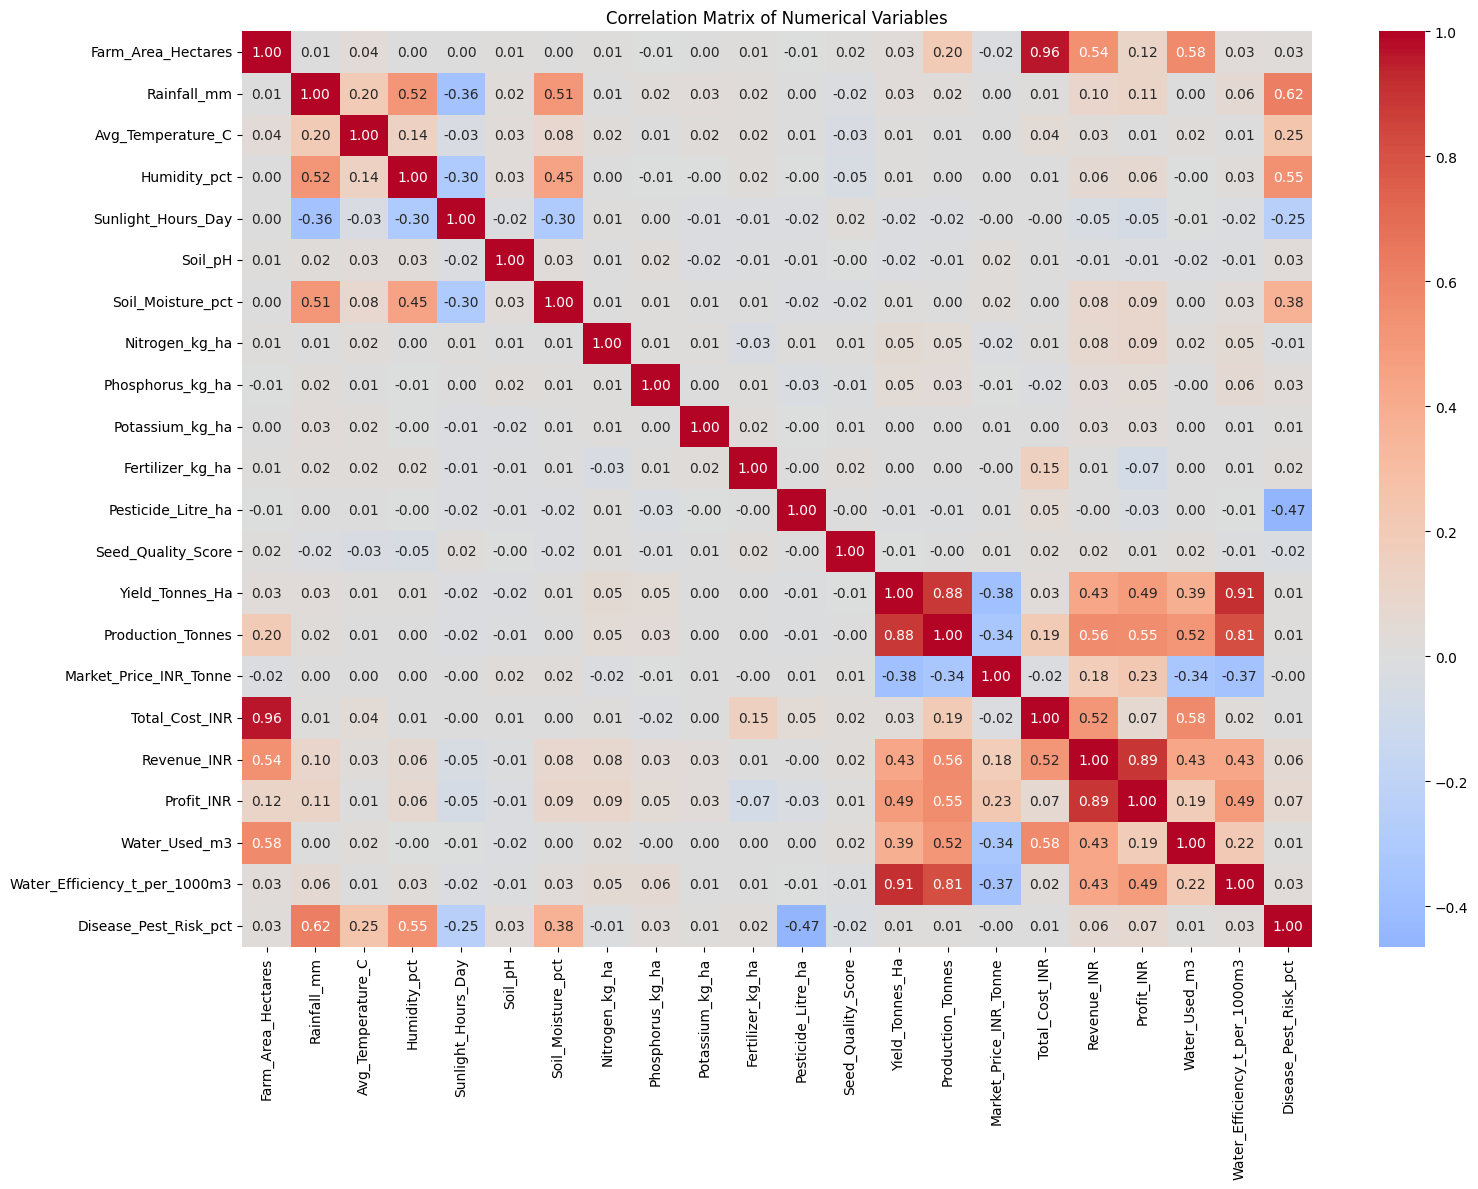 Correlation Matrix of Numerical Variables
Farm_Area_Hectares 1.00 0.01 0.04 0.00 0.00 0.01 0.00 0.01 -0.01 0.00 0.01 -0.01 0.02 0.03 0.20 -0.02 0.96 0.54 0.12 0.58 0.03 0.03
Rainfall_mm 0.01 1.00 0.20 0.52 -0.36 0.02 0.51 0.01 0.02 0.03 0.02 0.00 -0.02 0.03 0.02 0.00 0.01 0.10 0.11 0.00 0.06 0.62
Avg_Temperature_C 0.04 0.20 1.00 0.14 -0.03 0.03 0.08 0.02 0.01 0.02 0.02 0.01 -0.03 0.01 0.01 0.00 0.04 0.03 0.01 0.02 0.01 0.25
Humidity_pct 0.00 0.52 0.14 1.00 -0.30 0.03 0.45 0.00 -0.01 -0.00 0.02 -0.00 -0.05 0.01 0.00 0.00 0.01 0.06 0.06 -0.00 0.03 0.55
Sunlight_Hours_Day 0.00 -0.36 -0.03 -0.30 1.00 -0.02 -0.30 0.01 0.00 -0.01 -0.01 -0.02 0.02 -0.02 -0.02 -0.00 -0.00 -0.05 -0.05 -0.01 -0.02 -0.25
Soil_pH 0.01 0.02 0.03 0.03 -0.02 1.00 0.03 0.01 0.02 -0.02 -0.01 -0.01 -0.00 -0.02 -0.01 0.02 0.01 -0.01 -0.01 -0.02 -0.01 0.03
Soil_Moisture_pct 0.00 0.51 0.08 0.45 -0.30 0.03 1.00 0.01 0.01 0.01 0.01 -0.02 -0.02 0.01 0.00 0.02 0.00 0.08 0.09 0.00 0.03 0.38
Nitrogen_kg_ha 0.01 0.01 0.02 0.00 0.01 0.01 0.01 1.00 0.01 0.01 -0.03 0.01 0.01 0.05 0.05 -0.02 0.01 0.08 0.09 0.02 0.05 -0.01
Phosphorus_kg_ha -0.01 0.02 0.01 -0.01 0.00 0.02 0.01 0.01 1.00 0.00 0.01 -0.03 -0.01 0.05 0.03 -0.01 -0.02 0.03 0.05 -0.00 0.06 0.03
Potassium_kg_ha 0.00 0.03 0.02 -0.00 -0.01 -0.02 0.01 0.01 0.00 1.00 0.02 -0.00 0.01 0.00 0.00 0.01 0.00 0.03 0.03 0.00 0.01 0.01
Fertilizer_kg_ha 0.01 0.02 0.02 0.02 -0.01 -0.01 0.01 -0.03 0.01 0.02 1.00 -0.00 0.02 0.00 0.00 -0.00 0.15 0.01 -0.07 0.00 0.01 0.02
Pesticide_Litre_ha -0.01 0.00 0.01 -0.00 -0.02 -0.01 -0.02 0.01 -0.03 -0.00 -0.00 1.00 -0.00 -0.01 -0.01 0.01 0.05 -0.00 -0.03 0.00 -0.01 -0.47
Seed_Quality_Score 0.02 -0.02 -0.03 -0.05 0.02 -0.00 -0.02 0.01 -0.01 0.01 0.02 -0.00 1.00 -0.01 -0.00 0.01 0.02 0.02 0.01 0.02 -0.01 -0.02
Yield_Tonnes_Ha 0.03 0.03 0.01 0.01 -0.02 -0.02 0.01 0.05 0.05 0.00 0.00 -0.01 -0.01 1.00 0.88 -0.38 0.03 0.43 0.49 0.39 0.91 0.01
Production_Tonnes 0.20 0.02 0.01 0.00 -0.02 -0.01 0.00 0.05 0.03 0.00 0.00 -0.01 -0.00 0.88 1.00 -0.34 0.19 0.56 0.55 0.52 0.81 0.01
Market_Price_INR_Tonne -0.02 0.00 0.00 0.00 -0.00 0.02 0.02 -0.02 -0.01 0.01 -0.00 0.01 0.01 -0.38 -0.34 1.00 -0.02 0.18 0.23 -0.34 -0.37 -0.00
Total_Cost_INR 0.96 0.01 0.04 0.01 -0.00 0.01 0.00 0.01 -0.02 0.00 0.15 0.05 0.02 0.03 0.19 -0.02 1.00 0.52 0.07 0.58 0.02 0.01
Revenue_INR 0.54 0.10 0.03 0.06 -0.05 -0.01 0.08 0.08 0.03 0.03 0.01 -0.00 0.02 0.43 0.56 0.18 0.52 1.00 0.89 0.43 0.43 0.06
Profit_INR 0.12 0.11 0.01 0.06 -0.05 -0.01 0.09 0.09 0.05 0.03 -0.07 -0.03 0.01 0.49 0.55 0.23 0.07 0.89 1.00 0.19 0.49 0.07
Water_Used_m3 0.58 0.00 0.02 -0.00 -0.01 -0.02 0.00 0.02 -0.00 0.00 0.00 0.00 0.02 0.39 0.52 -0.34 0.58 0.43 0.19 1.00 0.22 0.01
Water_Efficiency_t_per_1000m3 0.03 0.06 0.01 0.03 -0.02 -0.01 0.03 0.05 0.06 0.01 0.01 -0.01 -0.01 0.91 0.81 -0.37 0.02 0.43 0.49 0.22 1.00 0.03
Disease_Pest_Risk_pct 0.03 0.62 0.25 0.55 -0.25 0.03 0.38 -0.01 0.03 0.01 0.02 -0.47 -0.02 0.01 0.01 -0.00 0.01 0.06 0.07 0.01 0.03 1.00
Farm_Area_Hectares
Rainfall_mm
Avg_Temperature_C
Humidity_pct
Sunlight_Hours_Day
Soil_pH
Soil_Moisture_pct
Nitrogen_kg_ha
Phosphorus_kg_ha
Potassium_kg_ha
Fertilizer_kg_ha
Pesticide_Litre_ha
Seed_Quality_Score
Yield_Tonnes_Ha
Production_Tonnes
Market_Price_INR_Tonne
Total_Cost_INR
Revenue_INR
Profit_INR
Water_Used_m3
Water_Efficiency_t_per_1000m3
Disease_Pest_Risk_pct
1.0
0.8
0.6
0.4
0.2
0.0
−0.2
−0.4